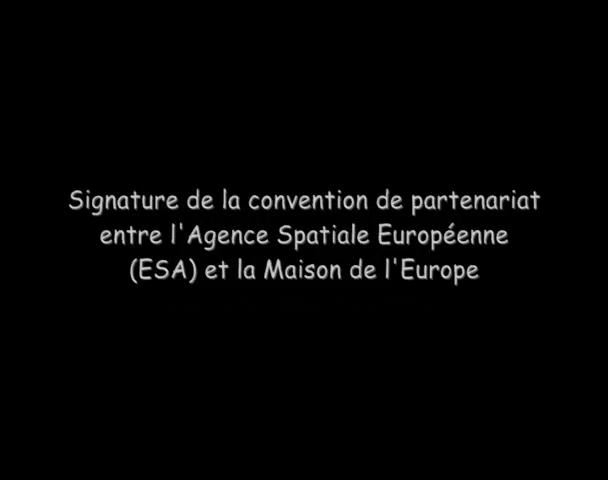 Signature de la convention de partenariat
entre l'Agence Spatiale Européenne
(ESA) et la Maison de l'Europe